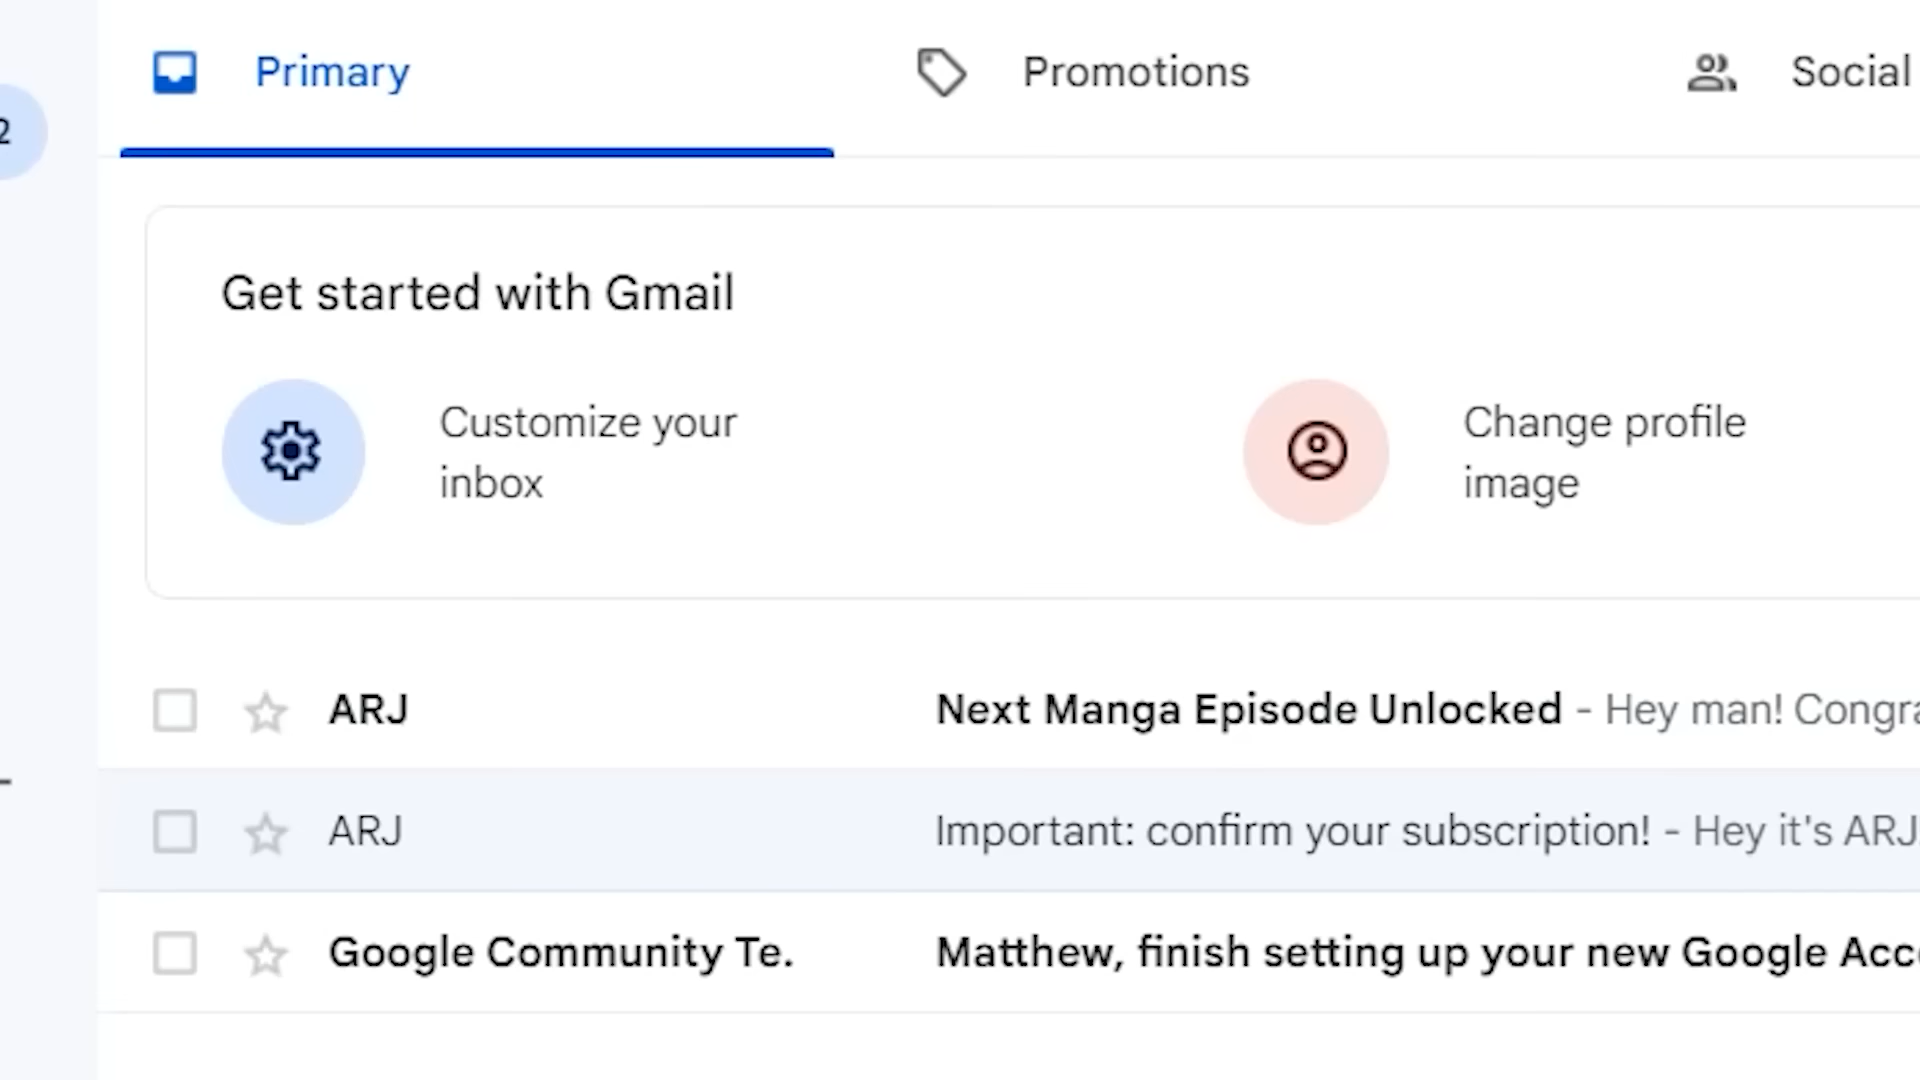 Primary
Promotions
Social
2
Get started with Gmail
Customize your
inbox
Change profile
image
ARJ
Next Manga Episode Unlocked - Hey man! Congra
ARJ
Important: confirm your subscription! - Hey it's ARJ
Google Community Te.
Matthew, finish setting up your new Google Acc